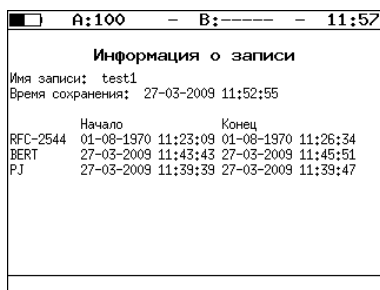 A:100 – B:----- – 11:57
Информация о записи
Имя записи: test1
Время сохранения: 27-03-2009 11:52:55
Начало Конец
RFC-2544 01-08-1970 11:23:09 01-08-1970 11:26:34
BERT 27-03-2009 11:43:43 27-03-2009 11:45:51
PJ 27-03-2009 11:39:39 27-03-2009 11:39:47